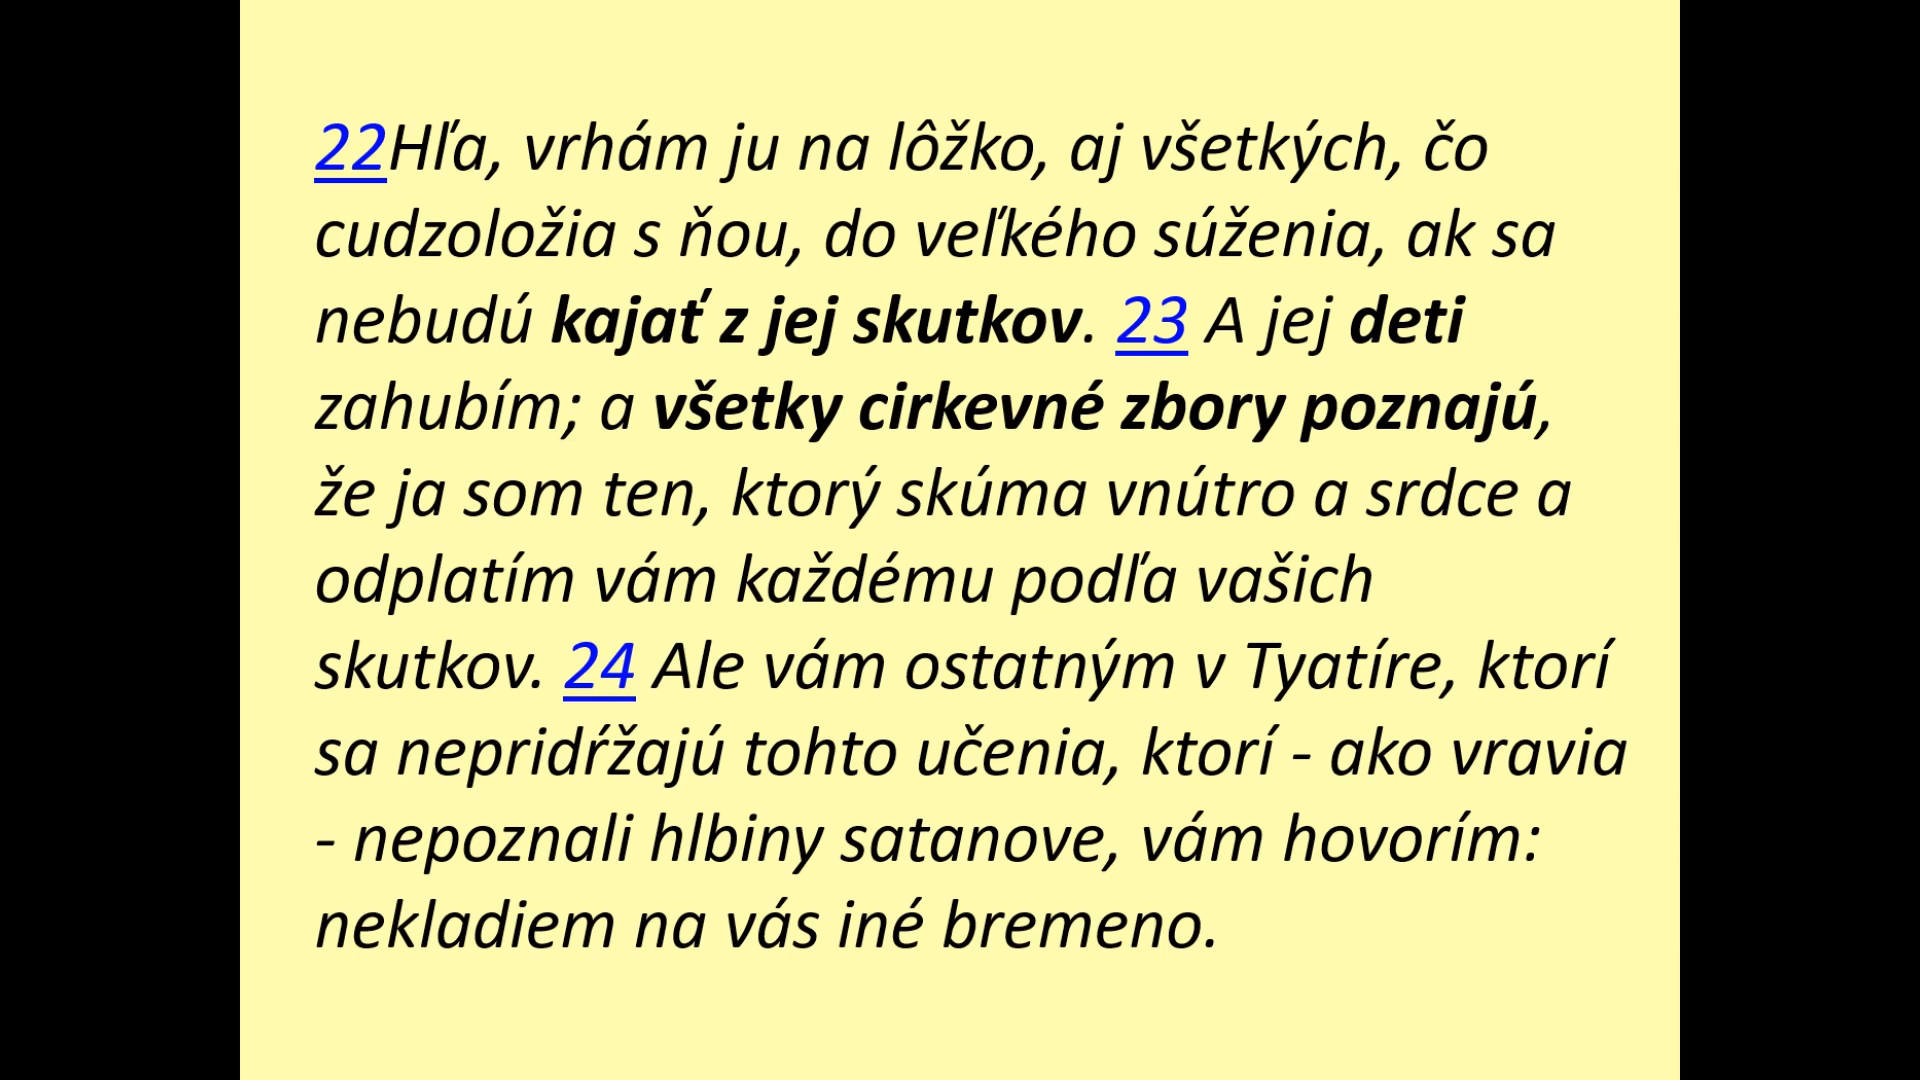 22Hľa, vrhám ju na lôžko, aj všetkých, čo
cudzoložia s ňou, do veľkého súženia, ak sa
nebudú kajať z jej skutkov. 23 A jej deti
zahubím; a všetky cirkevné zbory poznajú,
že ja som ten, ktorý skúma vnútro a srdce a
odplatím vám každému podľa vašich
skutkov. 24 Ale vám ostatným v Tyatíre, ktorí
sa nepridŕžajú tohto učenia, ktorí - ako vravia
- nepoznali hlbiny satanove, vám hovorím:
nekladiem na vás iné bremeno.